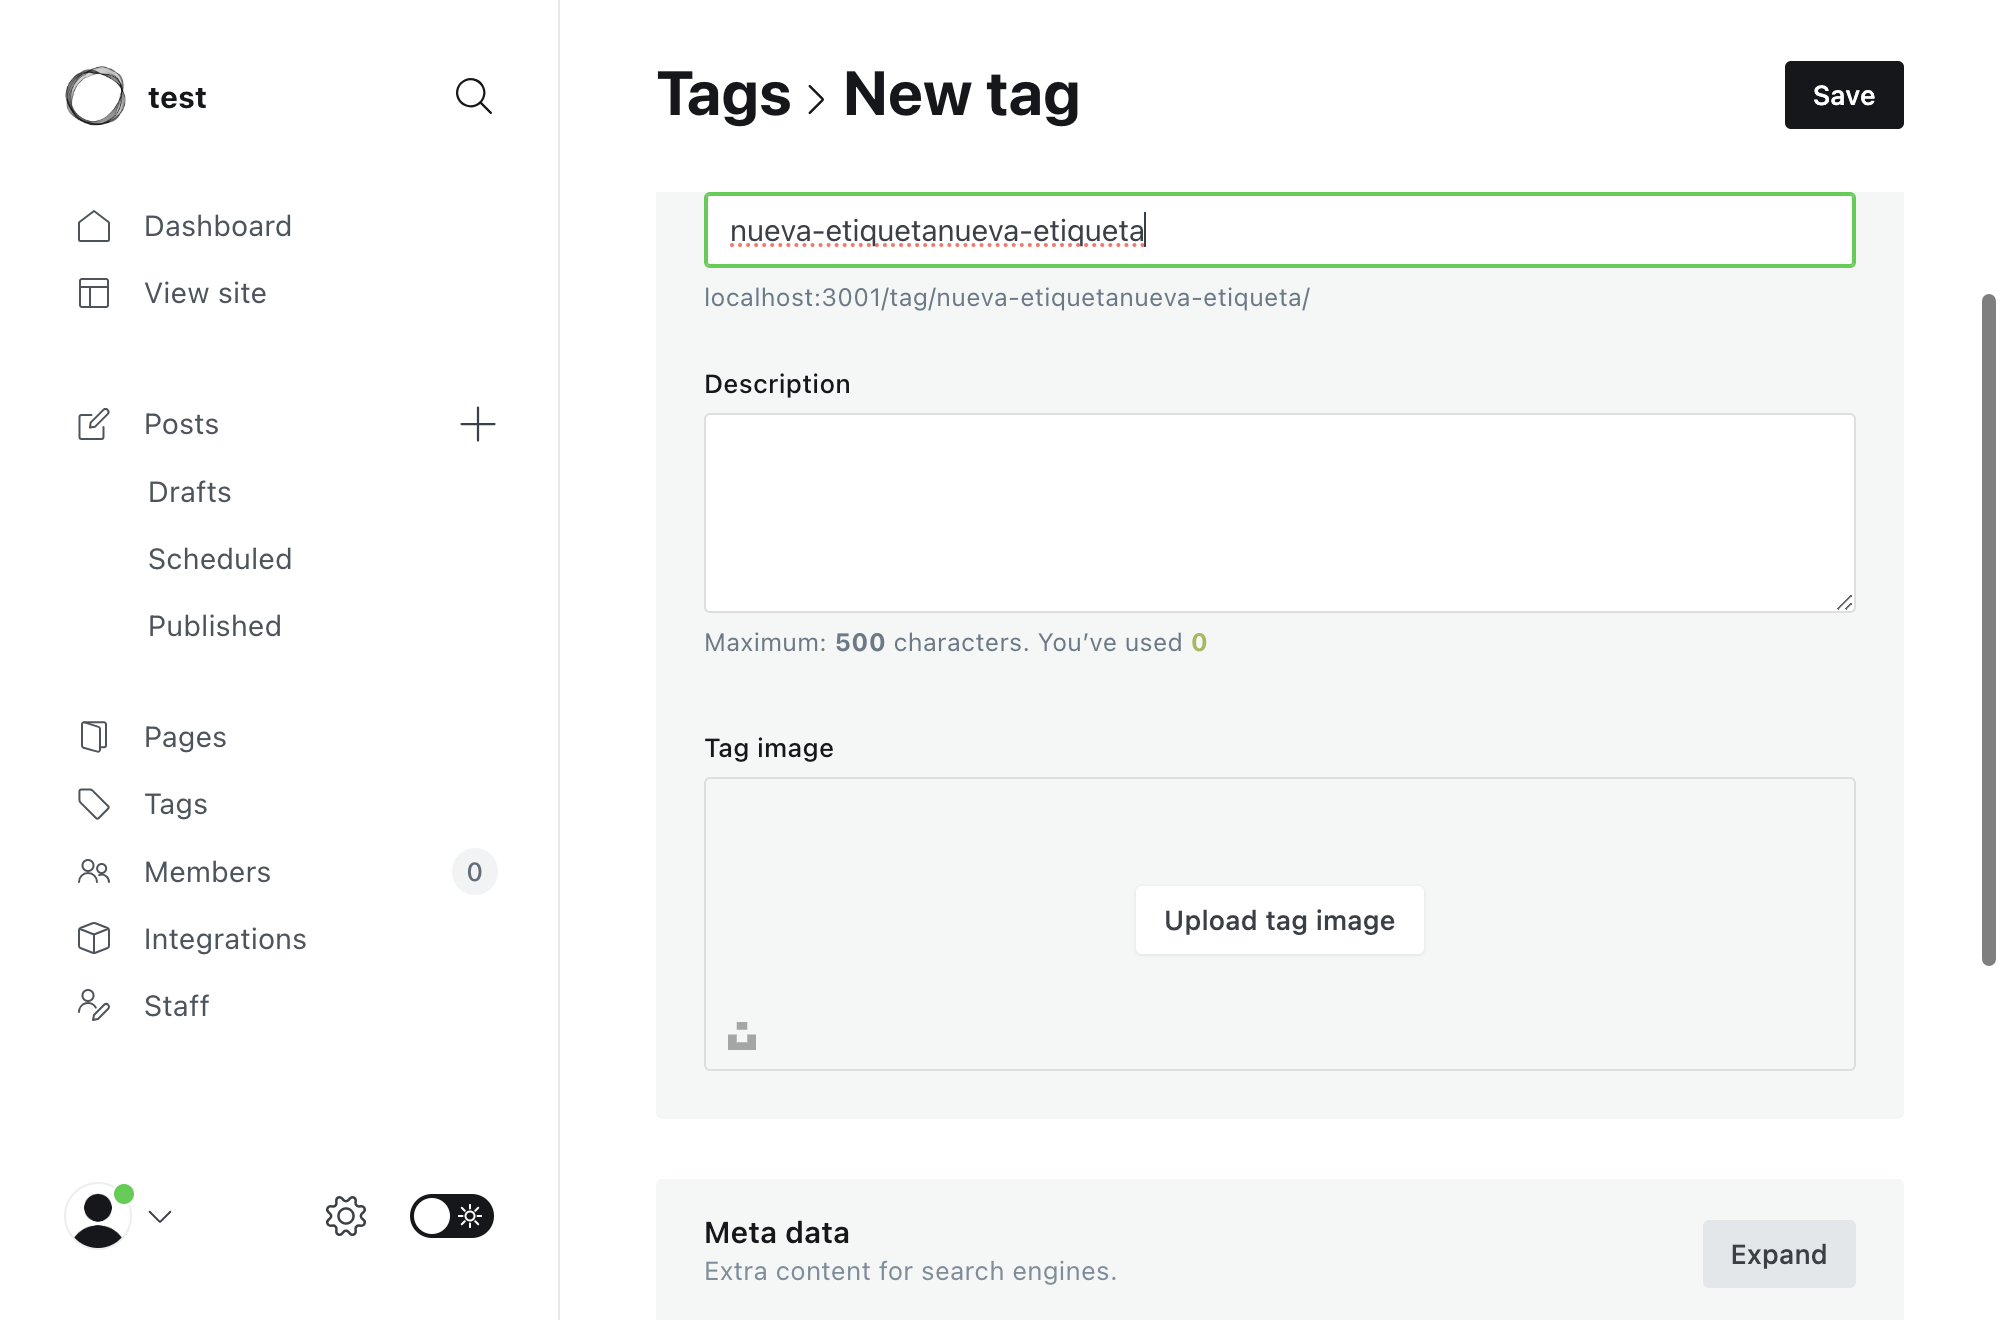 test
Dashboard
View site
Posts
Drafts
Scheduled
Published
Pages
Tags
Members 0
Integrations
Staff
Tags › New tag
Save
nueva-etiquetanueva-etiqueta
localhost:3001/tag/nueva-etiquetanueva-etiqueta/
Description
Maximum: 500 characters. You’ve used 0
Tag image
Upload tag image
Meta data
Extra content for search engines.
Expand